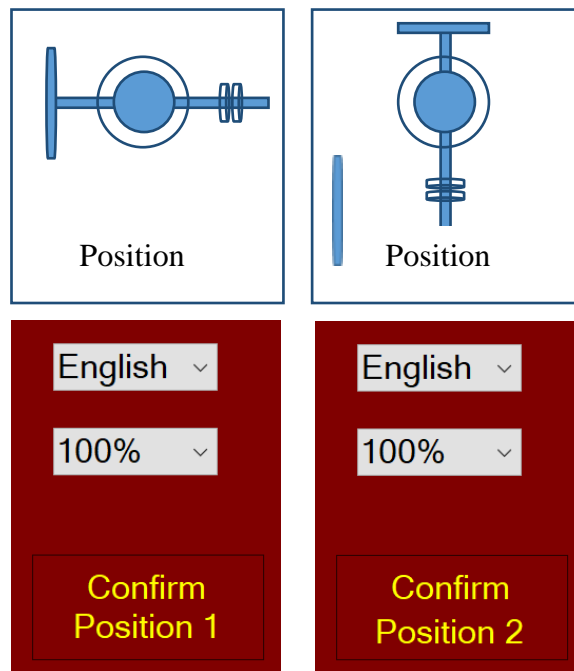 Position
Position
English
English
100%
100%
Confirm
Position 1
Confirm
Position 2